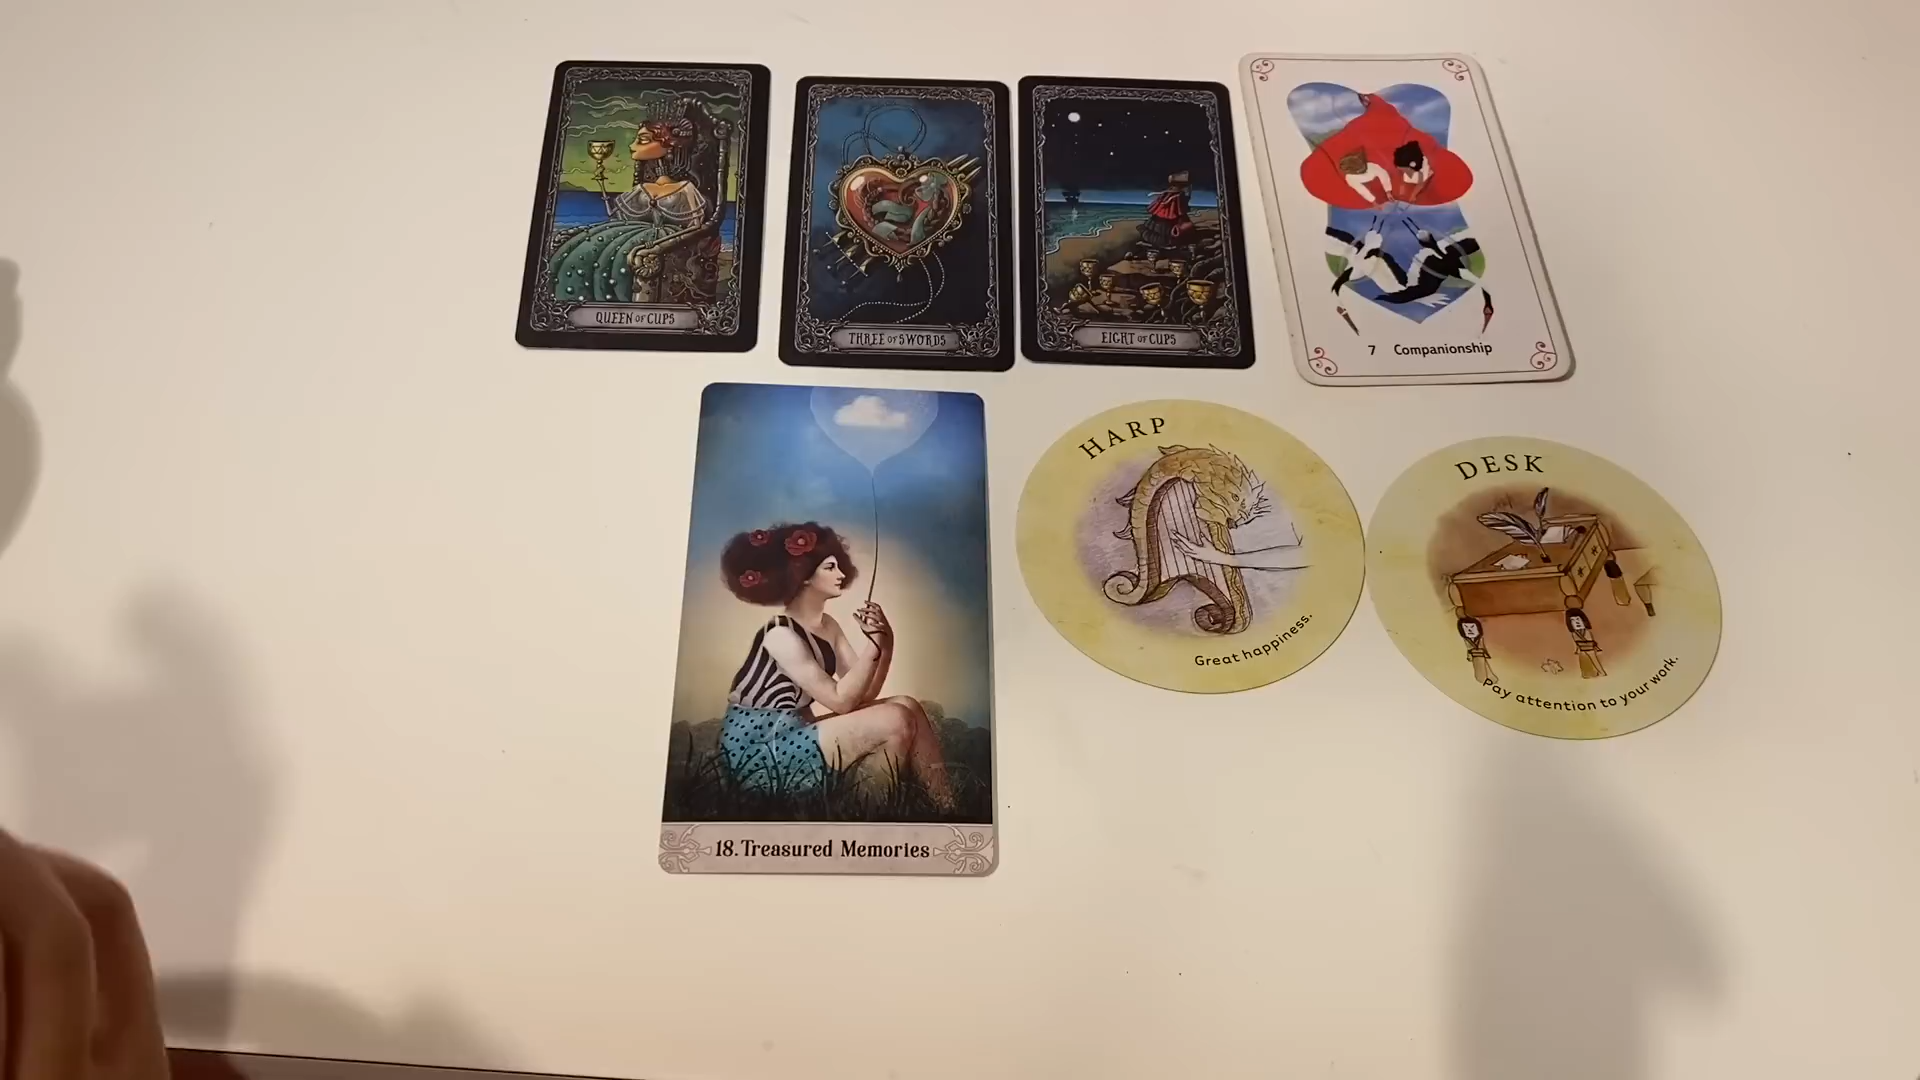 QUEEN OF CUPS
THREE OF SWORDS
EIGHT OF CUPS
7 Companionship
18. Treasured Memories
HARP
Great happiness.
DESK
Pay attention to your work.